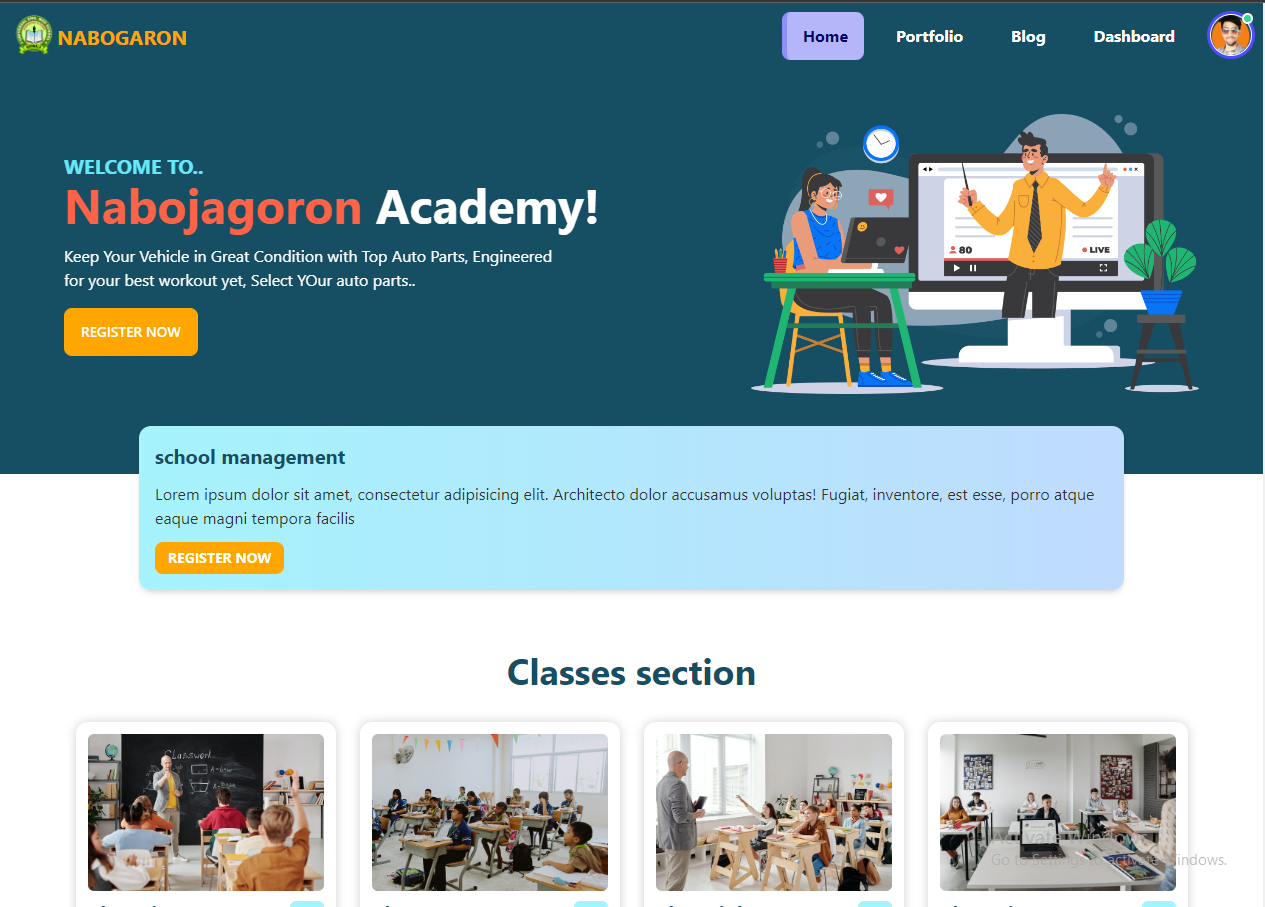 NABOGARON
Home Portfolio Blog Dashboard
WELCOME TO..
Nabojagoron Academy!
Keep Your Vehicle in Great Condition with Top Auto Parts, Engineered
for your best workout yet, Select YOur auto parts..
REGISTER NOW
80
LIVE
school management
Lorem ipsum dolor sit amet, consectetur adipisicing elit. Architecto dolor accusamus voluptas! Fugiat, inventore, est esse, porro atque
eaque magni tempora facilis
REGISTER NOW
Classes section
Classwork
Activate Windows
Go to Settings to activate Windows.